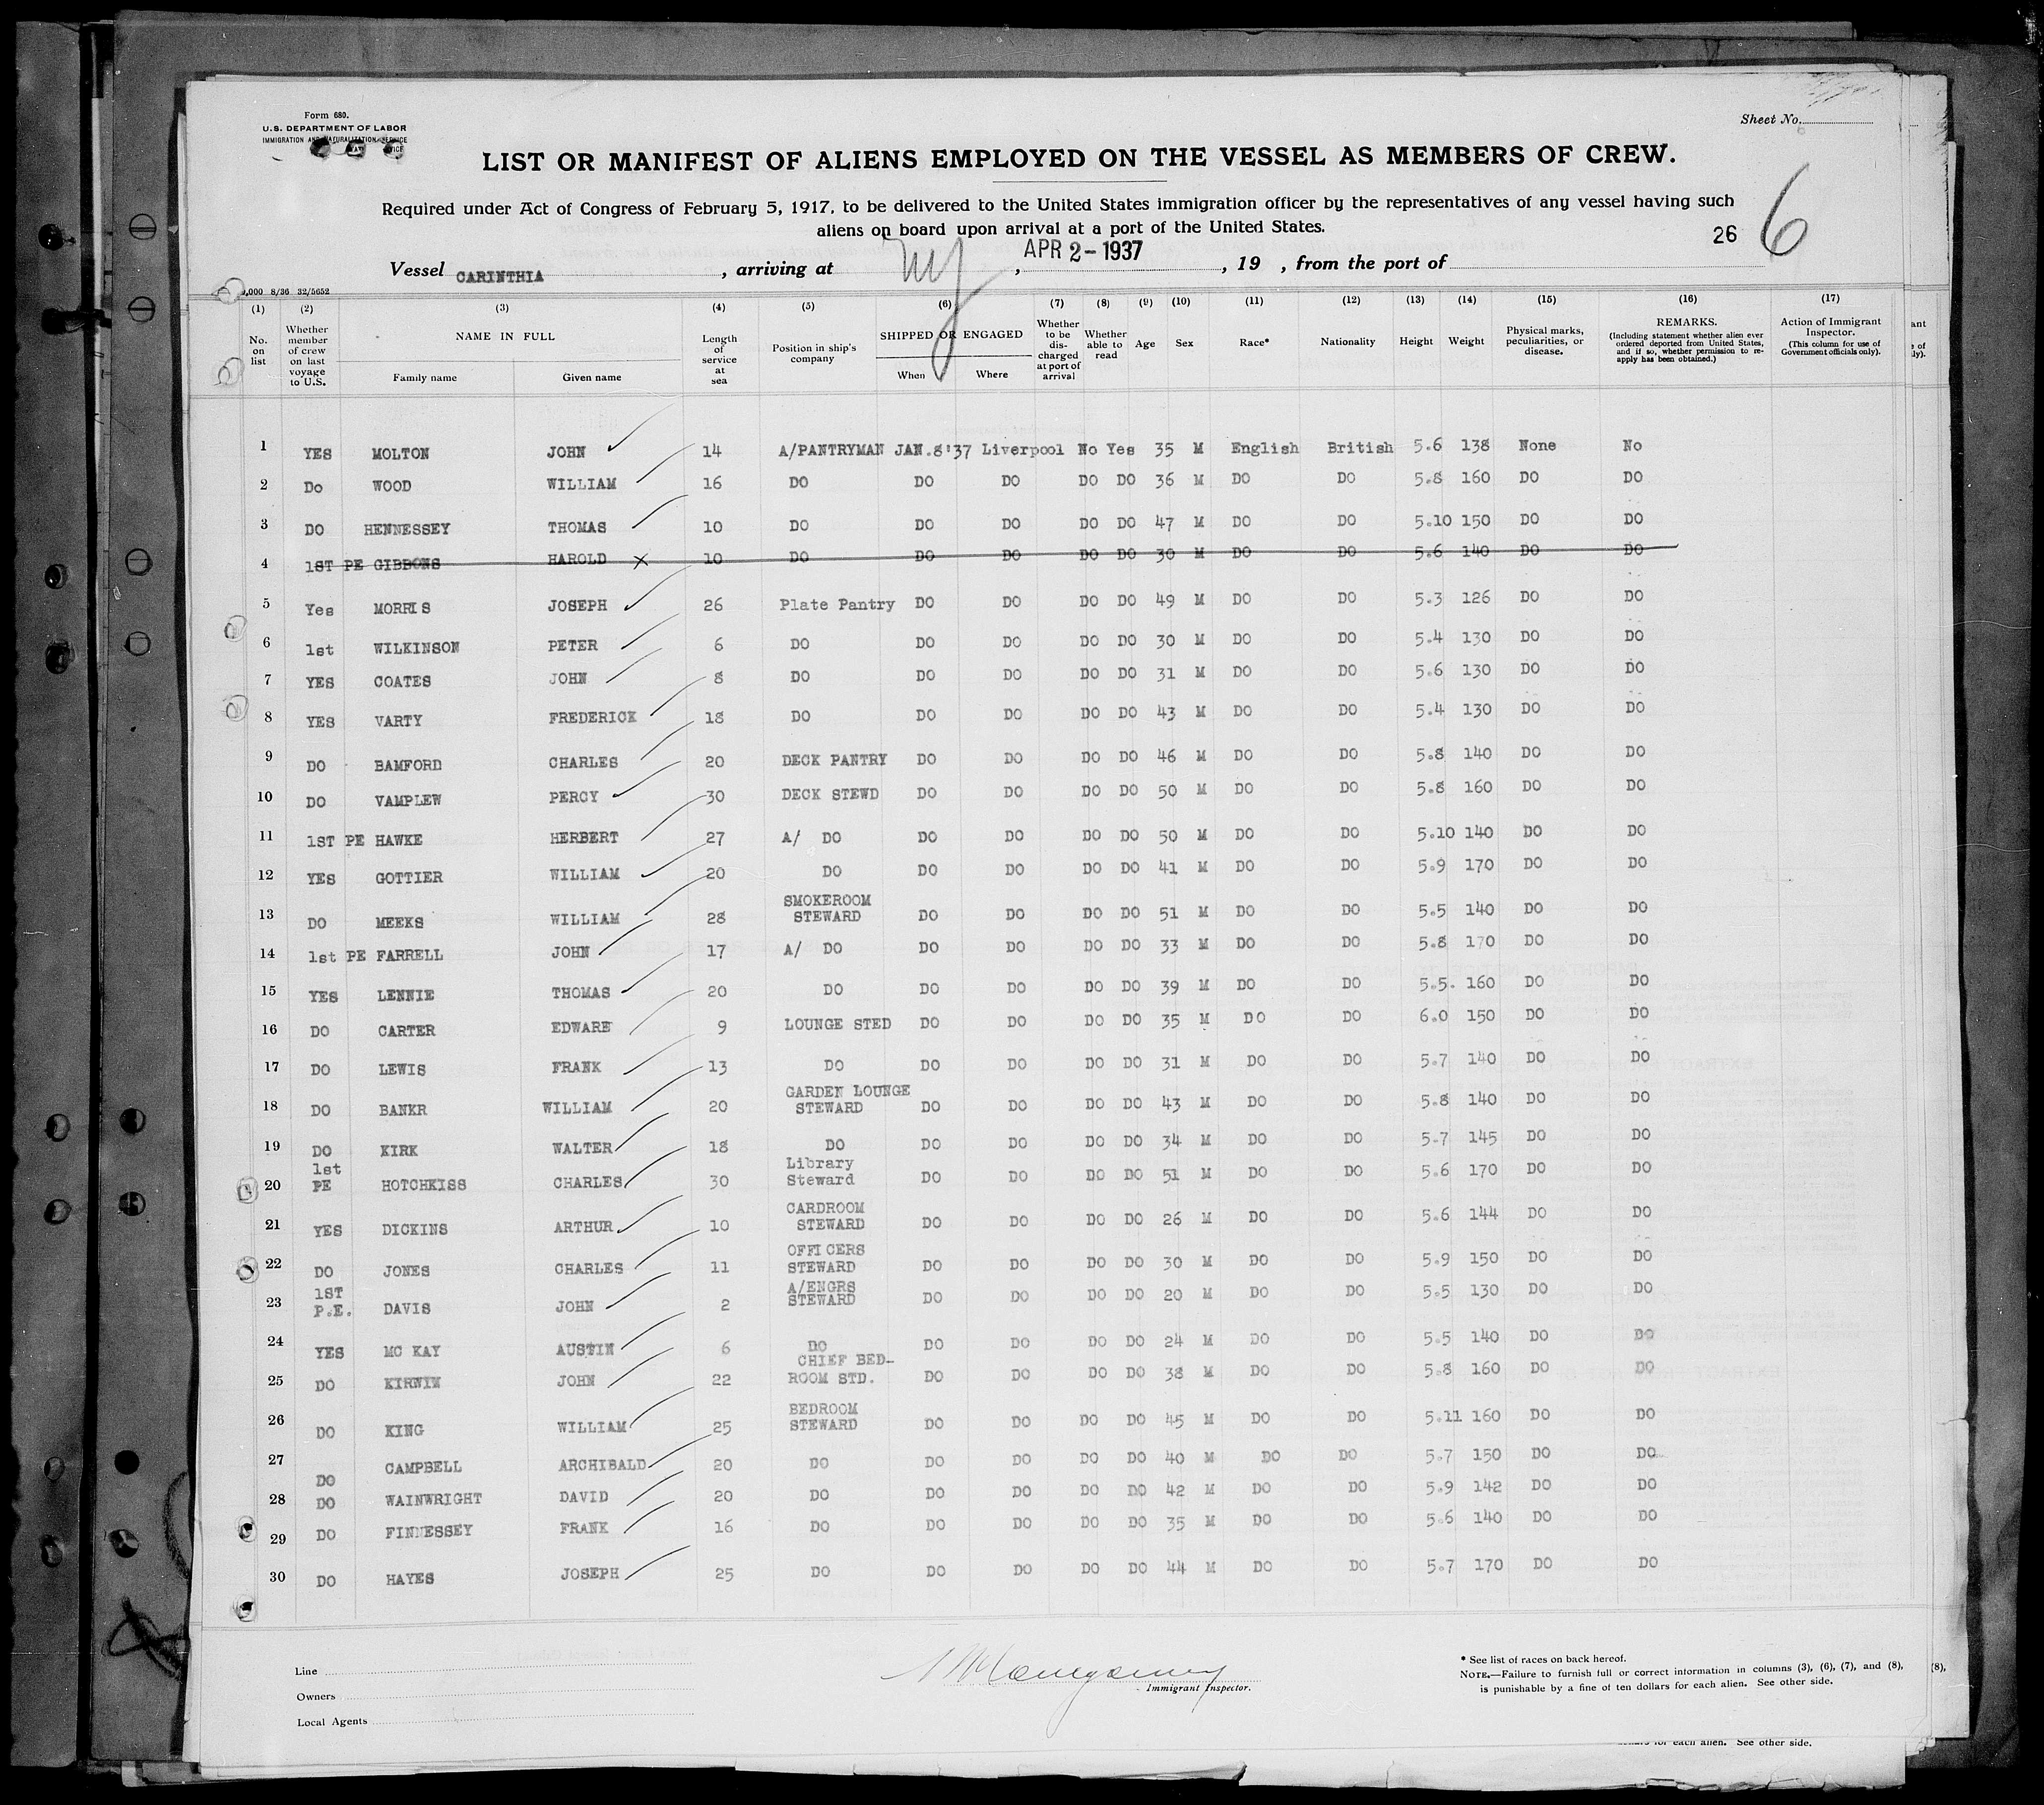 Form 680.
U.S. DEPARTMENT OF LABOR
IMMIGRATION AND NATURALIZATION SERVICE
Sheet No.
LIST OR MANIFEST OF ALIENS EMPLOYED ON THE VESSEL AS MEMBERS OF CREW.
Required under Act of Congress of February 5, 1917, to be delivered to the United States immigration officer by the representatives of any vessel having such
aliens on board upon arrival at a port of the United States.
26 6
Vessel CARINTHIA, arriving at NY, APR 2-1937, 19 , from the port of
,000 8/36 32/5652
(1) (2) (3) (4) (5) (6) (7) (8) (9) (10) (11) (12) (13) (14) (15) (16) (17)
No. on list
Whether member of crew on last voyage to U.S.
NAME IN FULL
Family name
Given name
Length of service at sea
Position in ship's company
SHIPPED OR ENGAGED
When
Where
Whether to be discharged at port of arrival
Whether able to read
Age
Sex
Race*
Nationality
Height
Weight
Physical marks, peculiarities, or disease.
REMARKS.
(Including statement whether alien ever ordered deported from United States, and if so, whether permission to reapply has been obtained.)
Action of Immigrant Inspector.
(This column for use of Government officials only).
1 YES MOLTON JOHN 14 A/PANTRYMAN JAN.8'37 Liverpool No Yes 35 M English British 5.6 138 None No
2 Do WOOD WILLIAM 16 DO DO DO DO DO 36 M DO DO 5.8 160 DO DO
3 DO HENNESSEY THOMAS 10 DO DO DO DO DO 47 M DO DO 5.10 150 DO DO
4 1ST PE GIBBONS HAROLD X 10 DO DO DO DO DO 30 M DO DO 5.6 140 DO DO
5 Yes MORRIS JOSEPH 26 Plate Pantry DO DO DO DO 49 M DO DO 5.3 126 DO DO
6 1st WILKINSON PETER 6 DO DO DO DO DO 30 M DO DO 5.4 130 DO DO
7 YES COATES JOHN 8 DO DO DO DO DO 31 M DO DO 5.6 130 DO DO
8 YES VARTY FREDERICK 18 DO DO DO DO DO 43 M DO DO 5.4 130 DO DO
9 DO BAMFORD CHARLES 20 DECK PANTRY DO DO DO DO 46 M DO DO 5.8 140 DO DO
10 DO VAMPLEW PERCY 30 DECK STEWD DO DO DO DO 50 M DO DO 5.8 160 DO DO
11 1ST PE HAWKE HERBERT 27 A/ DO DO DO DO DO 50 M DO DO 5.10 140 DO DO
12 YES GOTTIER WILLIAM 20 DO DO DO DO DO 41 M DO DO 5.9 170 DO DO
13 DO MEEKS WILLIAM 28 SMOKEROOM STEWARD DO DO DO DO 51 M DO DO 5.5 140 DO DO
14 1st PE FARRELL JOHN 17 A/ DO DO DO DO DO 33 M DO DO 5.8 170 DO DO
15 YES LENNIE THOMAS 20 DO DO DO DO DO 39 M DO DO 5.5. 160 DO DO
16 DO CARTER EDWARE 9 LOUNGE STED DO DO DO DO 35 M DO DO 6.0 150 DO DO
17 DO LEWIS FRANK 13 DO DO DO DO DO 31 M DO DO 5.7 140 DO DO
18 DO BANKR WILLIAM 20 GARDEN LOUNGE STEWARD DO DO DO DO 43 M DO DO 5.8 140 DO DO
19 DO KIRK WALTER 18 DO DO DO DO DO 34 M DO DO 5.7 145 DO DO
20 1st PE HOTCHKISS CHARLES 30 Library Steward DO DO DO DO 51 M DO DO 5.6 170 DO DO
21 YES DICKINS ARTHUR 10 CARDROOM STEWARD DO DO DO DO 26 M DO DO 5.6 144 DO DO
22 DO JONES CHARLES 11 OFFICERS STEWARD DO DO DO DO 30 M DO DO 5.9 150 DO DO
23 1ST P.E. DAVIS JOHN 2 A/ENGRS STEWARD DO DO DO DO 20 M DO DO 5.5 130 DO DO
24 YES MC KAY AUSTIN 6 DO DO DO DO DO 24 M DO DO 5.5 140 DO DO
25 DO KIRWIN JOHN 22 CHIEF BED-ROOM STD. DO DO DO DO 38 M DO DO 5.8 160 DO DO
26 DO KING WILLIAM 25 BEDROOM STEWARD DO DO DO DO 45 M DO DO 5.11 160 DO DO
27 DO CAMPBELL ARCHIBALD 20 DO DO DO DO DO 40 M DO DO 5.7 150 DO DO
28 DO WAINWRIGHT DAVID 20 DO DO DO DO DO 42 M DO DO 5.9 142 DO DO
29 DO FINNESSEY FRANK 16 DO DO DO DO DO 35 M DO DO 5.6 140 DO DO
30 DO HAYES JOSEPH 25 DO DO DO DO DO 44 M DO DO 5.7 170 DO DO
Line
Owners
Local Agents
Immigrant Inspector.
* See list of races on back hereof.
NOTE.—Failure to furnish full or correct information in columns (3), (6), (7), and (8),
is punishable by a fine of ten dollars for each alien. See other side.
(8),
for each alien. See other side.